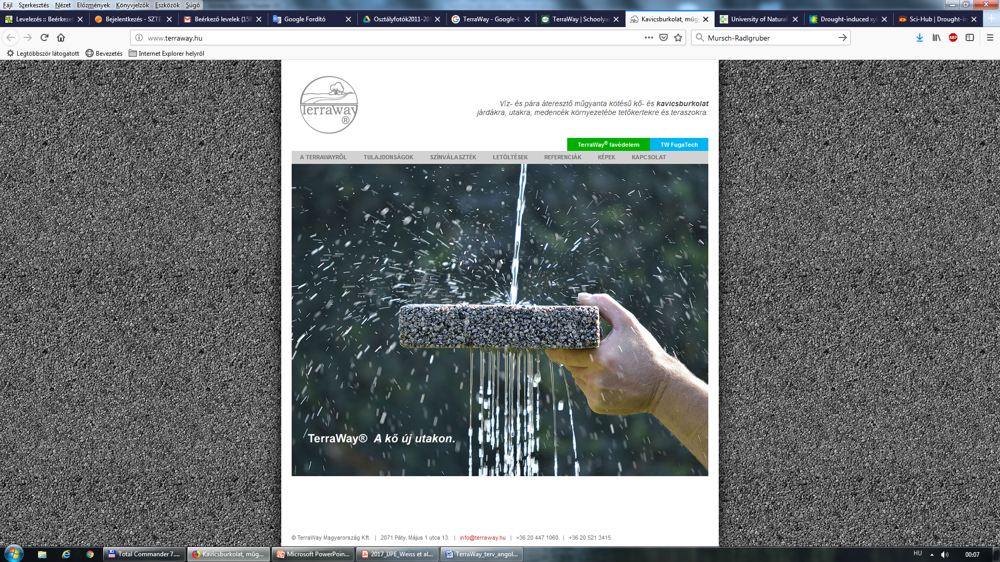 Fájl Szerkesztés Nézet Előzmények Könyvjelzők Eszközök Súgó
Levelezés :: Beérkezet Bejelentkezés - SZTE Beérkező levelek (158 Google Fordító Osztályfotók2011-201 TerraWay - Google-k TerraWay | Schoolya Kavicsburkolat, műgy University of Natural Drought-induced xyl Sci-Hub | Drought-in
www.terraway.hu ••• Mursch-Radlgruber ABP
Legtöbbször látogatott Bevezetés Internet Explorer helyről
TerraWay
®
Víz- és pára áteresztő műgyanta kötésű kő- és kavicsburkolat
járdákra, utakra, medencék környezetébe tetőkertekre és teraszokra.
TerraWay® favédelem TW FugaTech
A TERRAWAYRŐL TULAJDONSÁGOK SZÍNVÁLASZTÉK LETÖLTÉSEK REFERENCIÁK KÉPEK KAPCSOLAT
TerraWay® A kő új utakon.
© TerraWay Magyarország Kft. | 2071 Páty, Május 1 utca 13. | info@terraway.hu | +36 20 447 1060 | +36 20 521 3415
Total Commander 7.... Kavicsburkolat, műg... Microsoft PowerPoin... 2017_IJPE_Weiss et al... TerraWay_terv_angol... HU 00:07